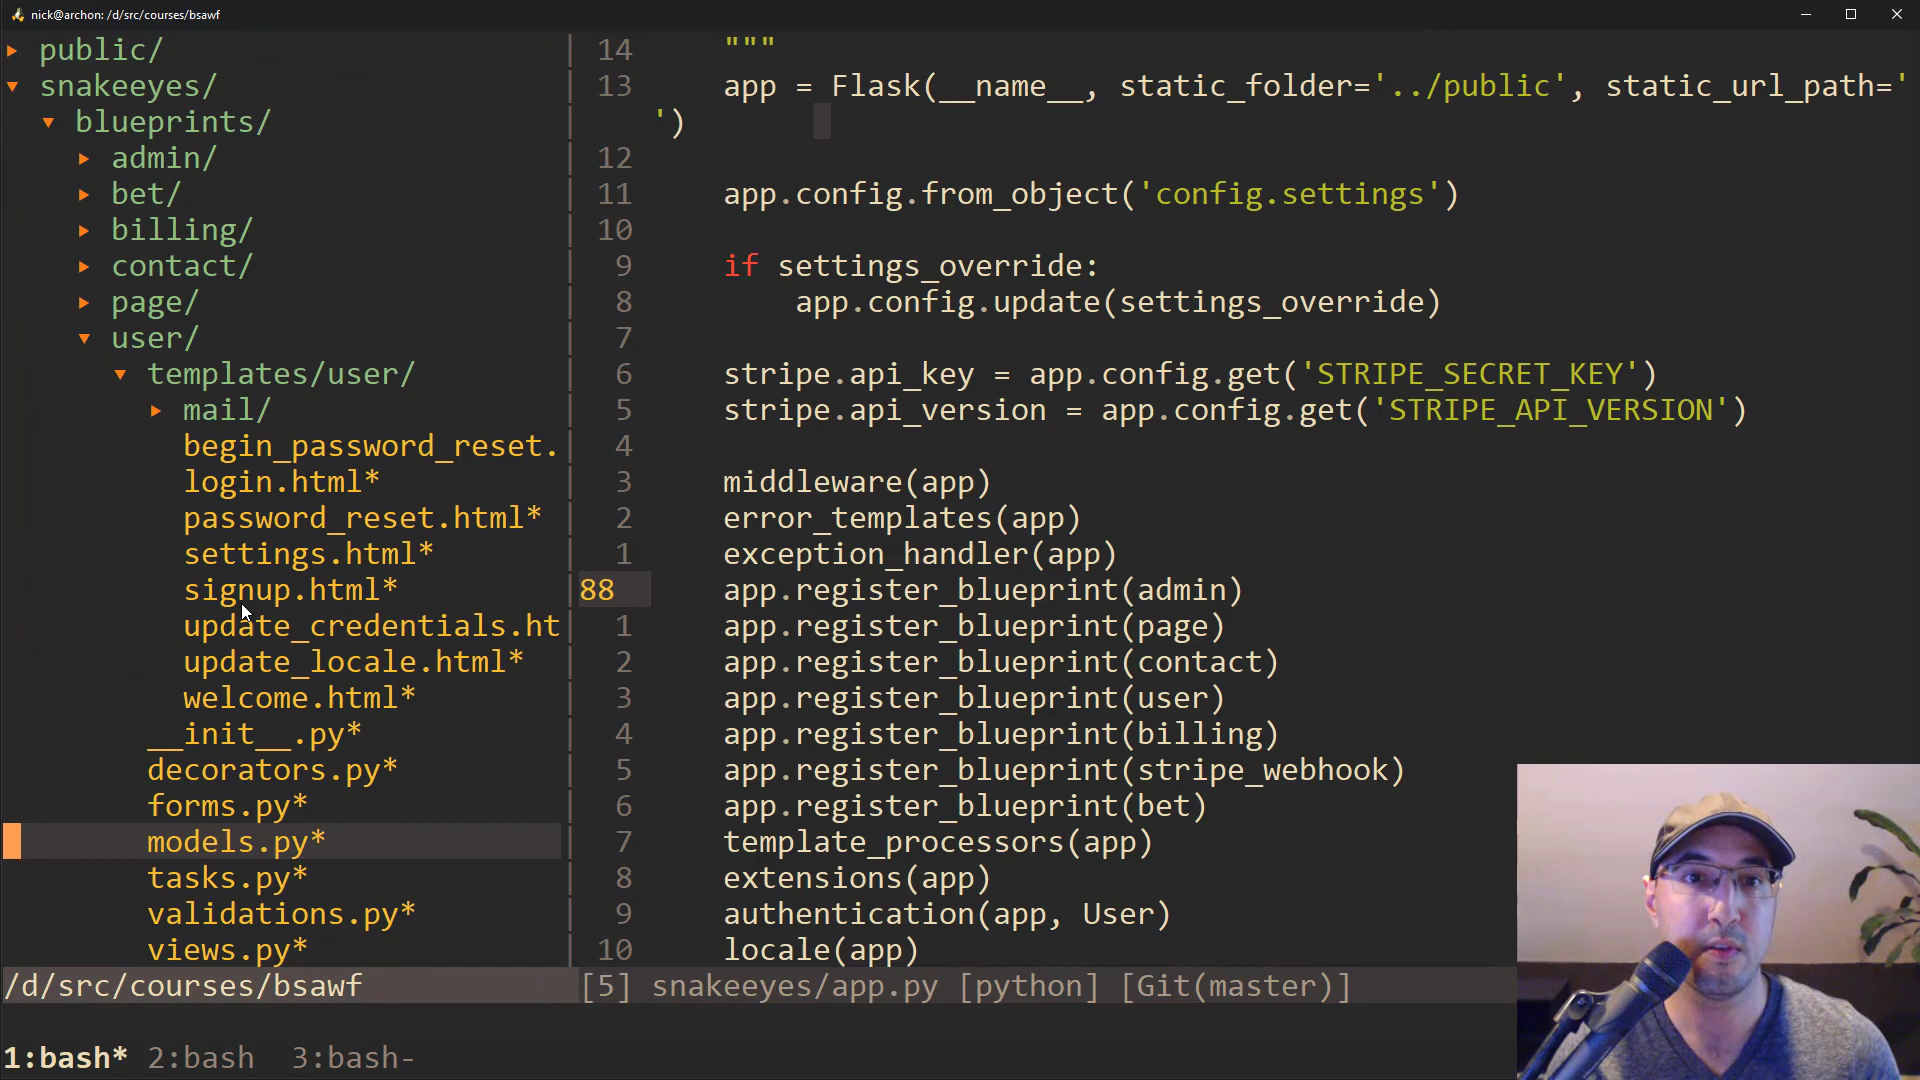 nick@archon: /d/src/courses/bsawf
public/
snakeeyes/
blueprints/
admin/
bet/
billing/
contact/
page/
user/
templates/user/
mail/
begin_password_reset.
login.html*
password_reset.html*
settings.html*
signup.html*
update_credentials.ht
update_locale.html*
welcome.html*
__init__.py*
decorators.py*
forms.py*
models.py*
tasks.py*
validations.py*
views.py*
/d/src/courses/bsawf
14 """
13 app = Flask(__name__, static_folder='../public', static_url_path='
')
12
11 app.config.from_object('config.settings')
10
9 if settings_override:
8 app.config.update(settings_override)
7
6 stripe.api_key = app.config.get('STRIPE_SECRET_KEY')
5 stripe.api_version = app.config.get('STRIPE_API_VERSION')
4
3 middleware(app)
2 error_templates(app)
1 exception_handler(app)
88 app.register_blueprint(admin)
1 app.register_blueprint(page)
2 app.register_blueprint(contact)
3 app.register_blueprint(user)
4 app.register_blueprint(billing)
5 app.register_blueprint(stripe_webhook)
6 app.register_blueprint(bet)
7 template_processors(app)
8 extensions(app)
9 authentication(app, User)
10 locale(app)
[5] snakeeyes/app.py [python] [Git(master)]
1:bash* 2:bash 3:bash-